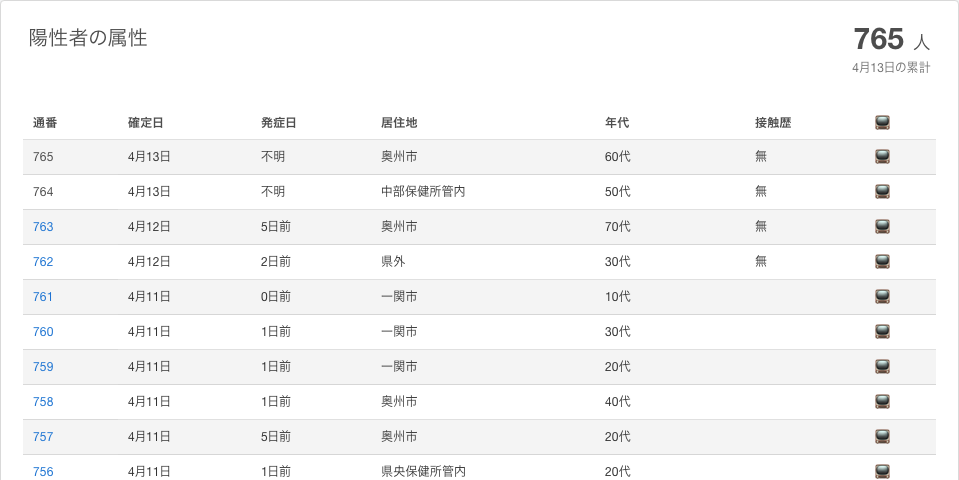 陽性者の属性
765 人
4月13日の累計
通番 確定日 発症日 居住地 年代 接触歴
765 4月13日 不明 奥州市 60代 無
764 4月13日 不明 中部保健所管内 50代 無
763 4月12日 5日前 奥州市 70代 無
762 4月12日 2日前 県外 30代 無
761 4月11日 0日前 一関市 10代
760 4月11日 1日前 一関市 30代
759 4月11日 1日前 一関市 20代
758 4月11日 1日前 奥州市 40代
757 4月11日 5日前 奥州市 20代
756 4月11日 1日前 県央保健所管内 20代